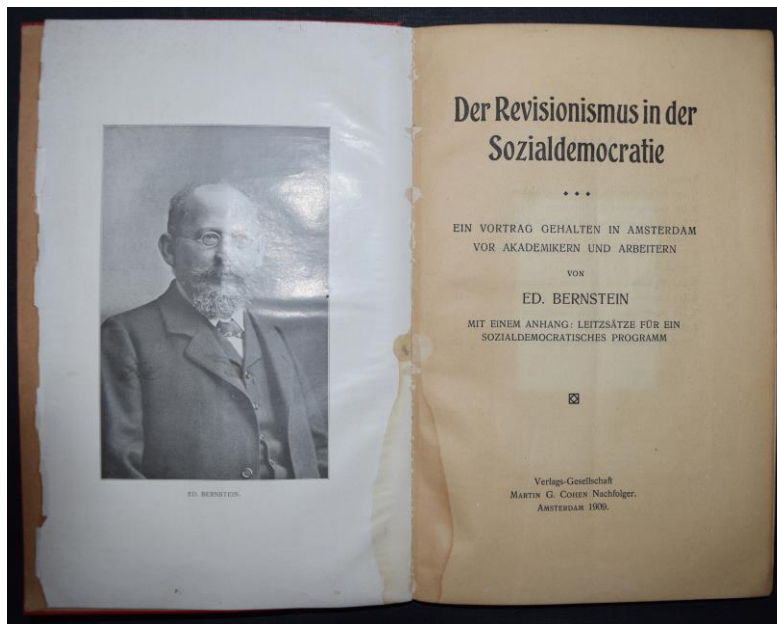 ED. BERNSTEIN.
Der Revisionismus in der
Sozialdemocratie
EIN VORTRAG GEHALTEN IN AMSTERDAM
VOR AKADEMIKERN UND ARBEITERN
VON
ED. BERNSTEIN
MIT EINEM ANHANG: LEITZSÄTZE FÜR EIN
SOZIALDEMOCRATISCHES PROGRAMM
Verlags-Gesellschaft
MARTIN G. COHEN Nachfolger.
AMSTERDAM 1909.